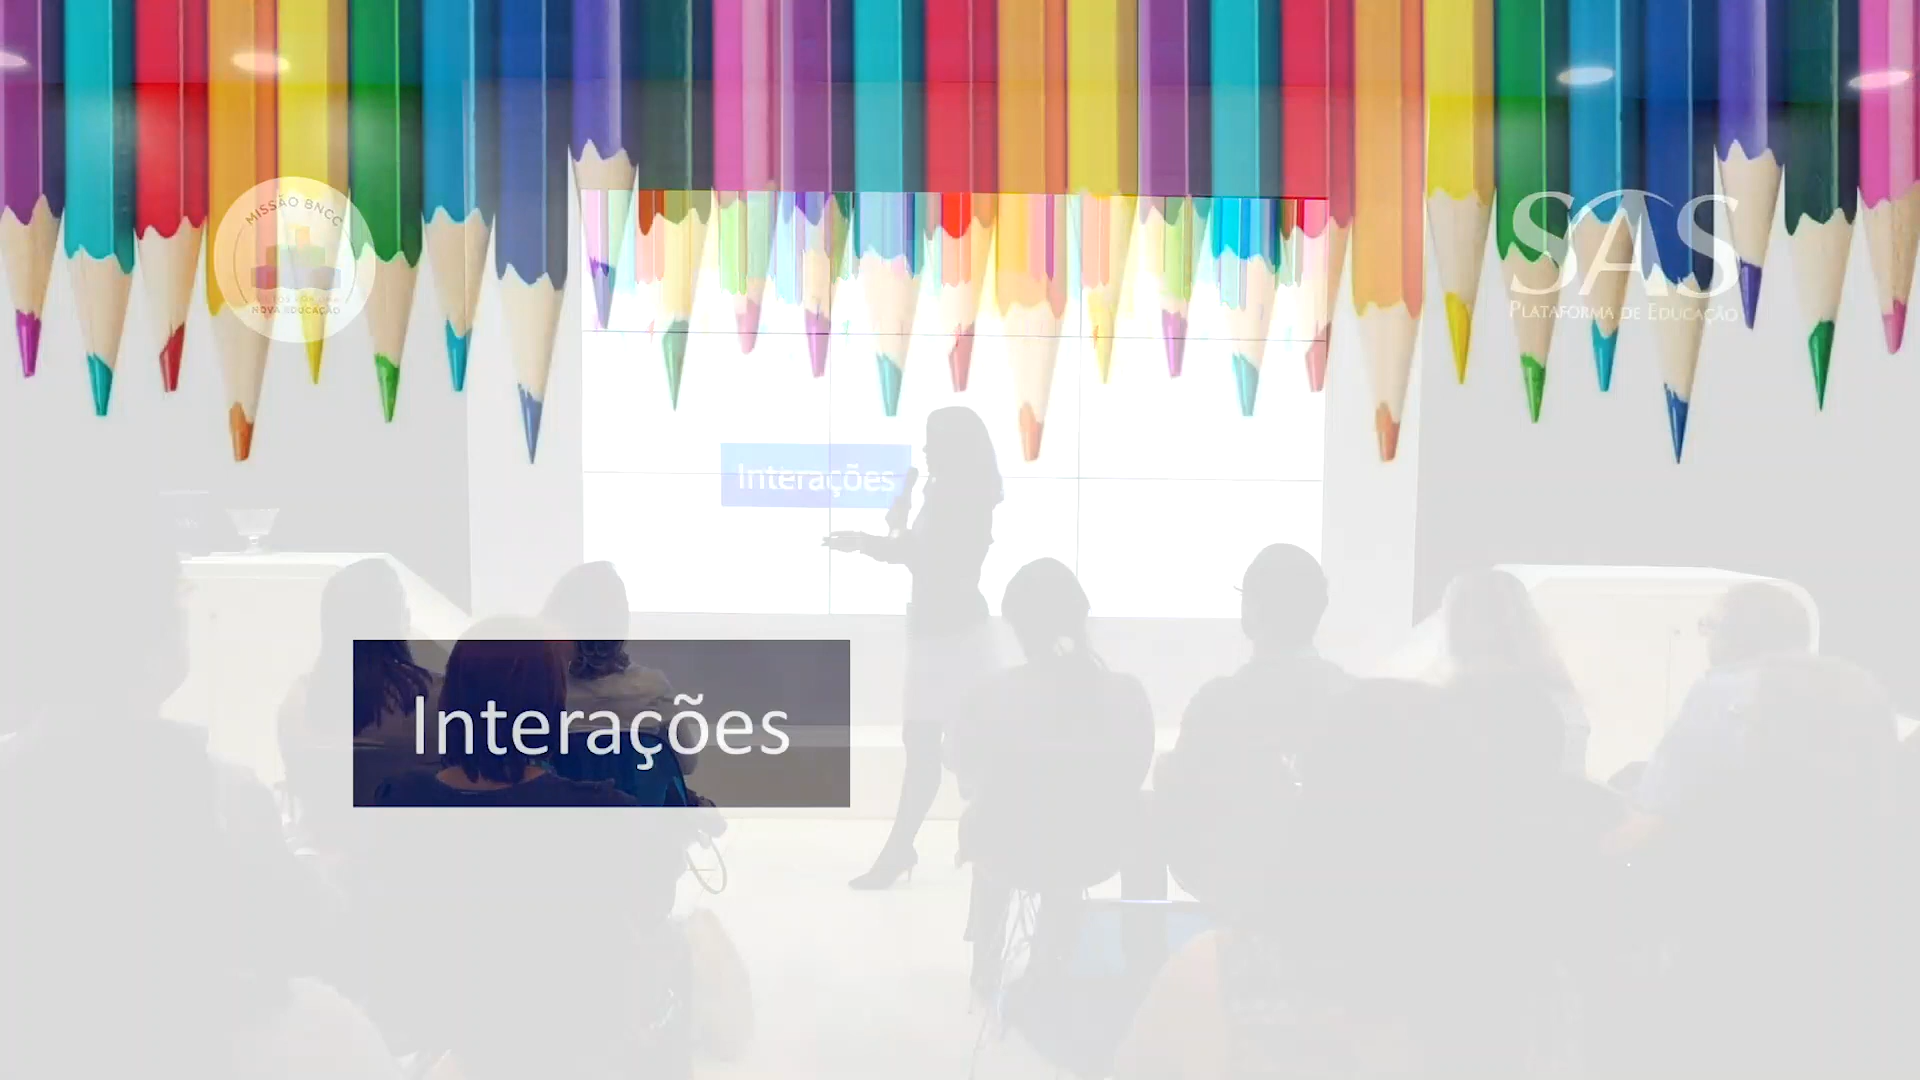 MISSÃO BNCC
NOVA EDUCAÇÃO
SAS
PLATAFORMA DE EDUCAÇÃO
Interações
Interações